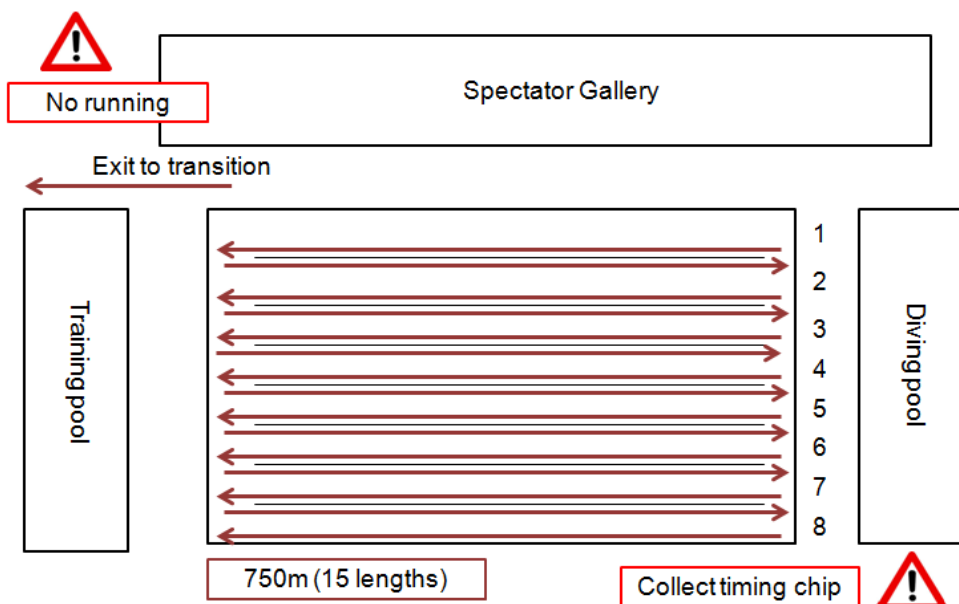 Spectator Gallery
No running
Exit to transition
Training pool
1
2
3
4
5
6
7
8
Diving pool
750m (15 lengths)
Collect timing chip